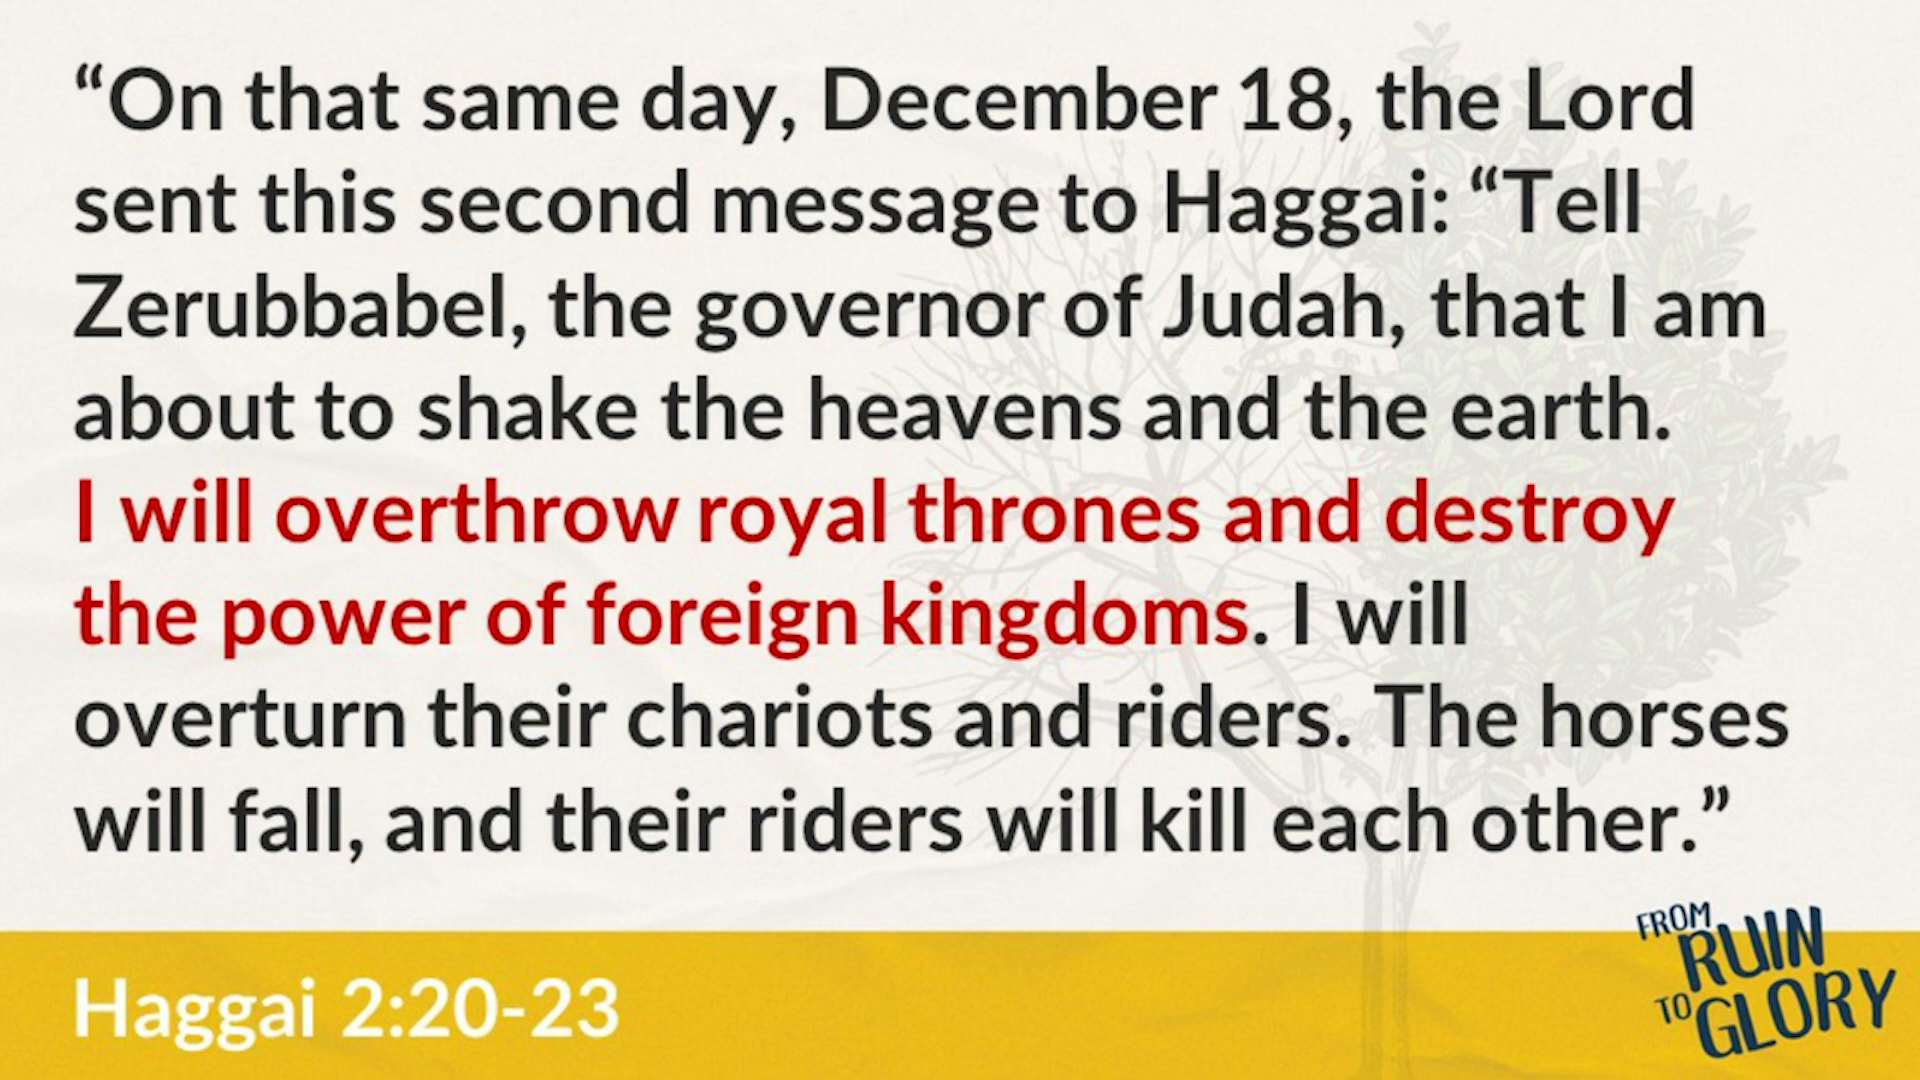 “On that same day, December 18, the Lord
sent this second message to Haggai: “Tell
Zerubbabel, the governor of Judah, that I am
about to shake the heavens and the earth.
I will overthrow royal thrones and destroy
the power of foreign kingdoms. I will
overturn their chariots and riders. The horses
will fall, and their riders will kill each other.”
Haggai 2:20-23
FROM
RUIN
TO
GLORY